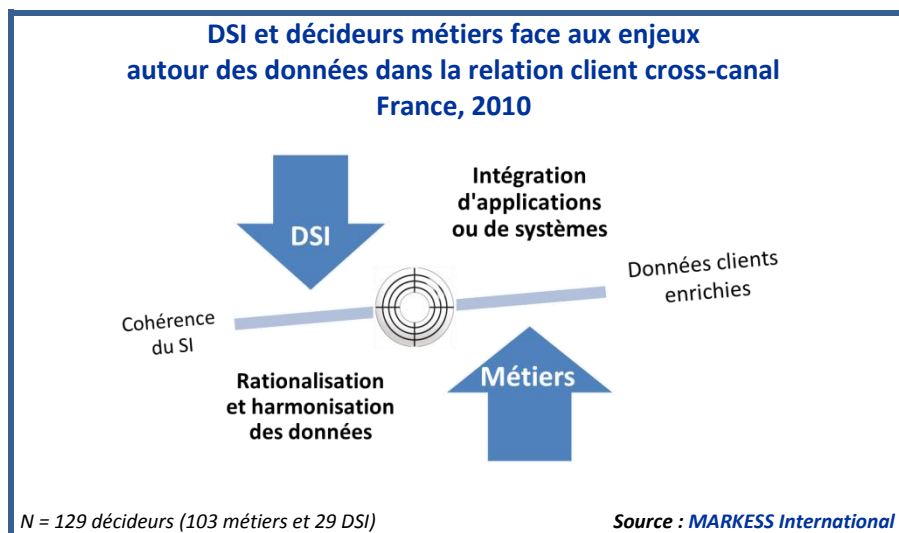 DSI et décideurs métiers face aux enjeux
autour des données dans la relation client cross-canal
France, 2010
DSI
Intégration
d'applications
ou de systèmes
Données clients
enrichies
Cohérence
du SI
Rationalisation
et harmonisation
des données
Métiers
N = 129 décideurs (103 métiers et 29 DSI)
Source : MARKESS International